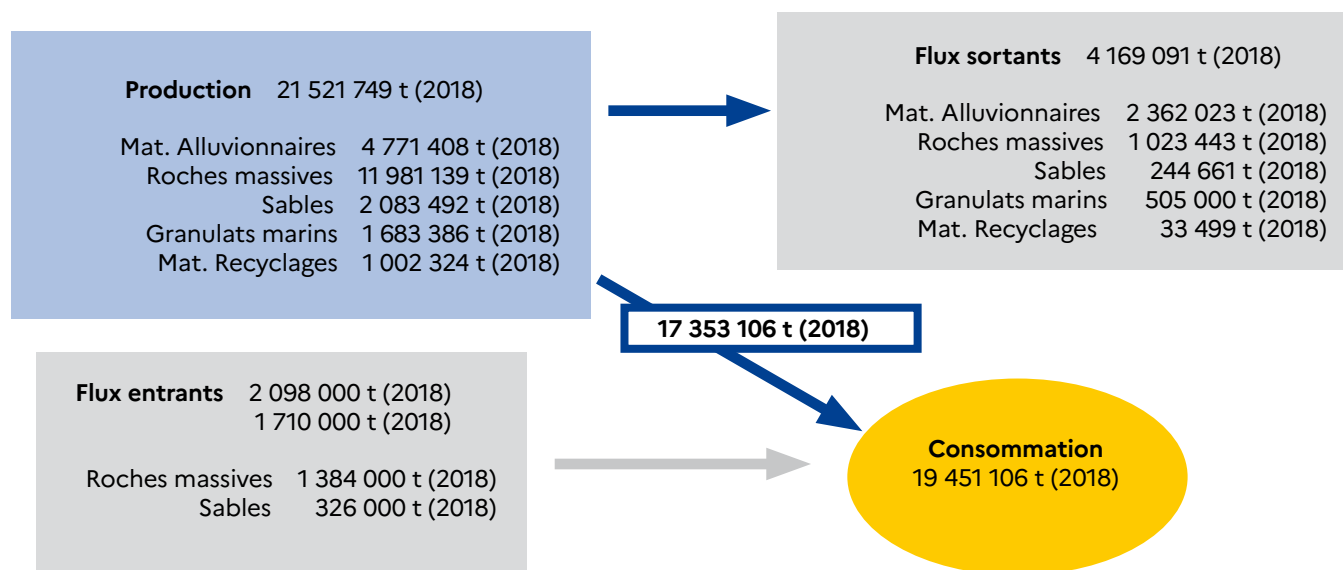 Production 21 521 749 t (2018)
Mat. Alluvionnaires 4 771 408 t (2018)
Roches massives 11 981 139 t (2018)
Sables 2 083 492 t (2018)
Granulats marins 1 683 386 t (2018)
Mat. Recyclages 1 002 324 t (2018)
Flux sortants 4 169 091 t (2018)
Mat. Alluvionnaires 2 362 023 t (2018)
Roches massives 1 023 443 t (2018)
Sables 244 661 t (2018)
Granulats marins 505 000 t (2018)
Mat. Recyclages 33 499 t (2018)
17 353 106 t (2018)
Flux entrants 2 098 000 t (2018)
1 710 000 t (2018)
Roches massives 1 384 000 t (2018)
Sables 326 000 t (2018)
Consommation
19 451 106 t (2018)